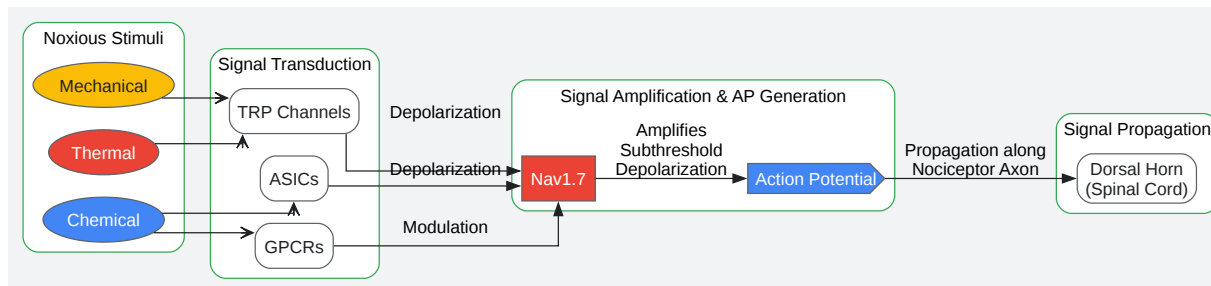 Noxious Stimuli
Mechanical
Thermal
Chemical
Signal Transduction
TRP Channels
ASICs
GPCRs
Depolarization
Depolarization
Modulation
Signal Amplification & AP Generation
Nav1.7
Amplifies
Subthreshold
Depolarization
Action Potential
Propagation along
Nociceptor Axon
Signal Propagation
Dorsal Horn
(Spinal Cord)